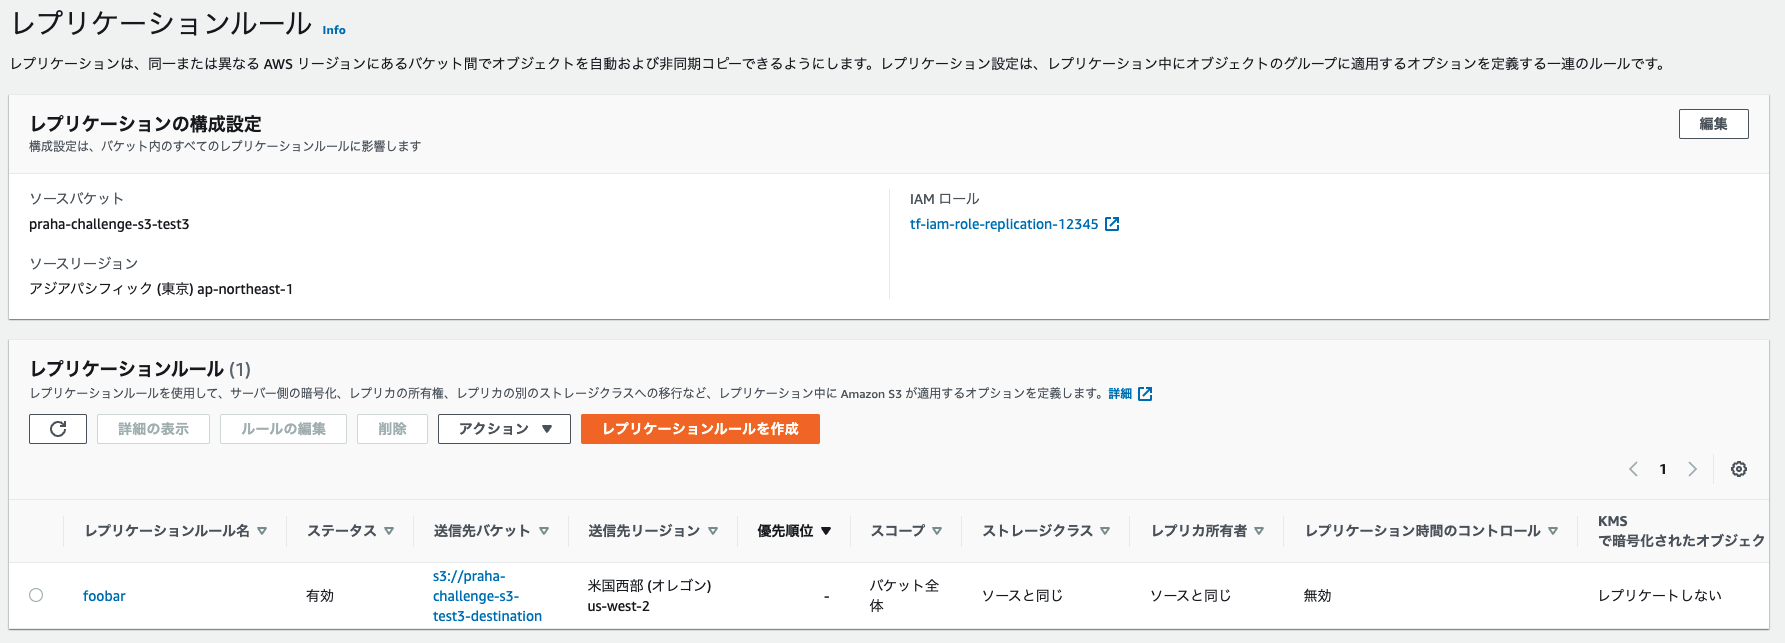 レプリケーションルール Info
レプリケーションは、同一または異なる AWS リージョンにあるバケット間でオブジェクトを自動および非同期コピーできるようにします。レプリケーション設定は、レプリケーション中にオブジェクトのグループに適用するオプションを定義する一連のルールです。
レプリケーションの構成設定
編集
構成設定は、バケット内のすべてのレプリケーションルールに影響します
ソースバケット
praha-challenge-s3-test3
ソースリージョン
アジアパシフィック (東京) ap-northeast-1
IAM ロール
tf-iam-role-replication-12345
レプリケーションルール (1)
レプリケーションルールを使用して、サーバー側の暗号化、レプリカの所有権、レプリカの別のストレージクラスへの移行など、レプリケーション中に Amazon S3 が適用するオプションを定義します。詳細
詳細の表示 ルールの編集 削除 アクション レプリケーションルールを作成
1
レプリケーションルール名 ステータス 送信先バケット 送信先リージョン 優先順位 スコープ ストレージクラス レプリカ所有者 レプリケーション時間のコントロール
KMS
で暗号化されたオブジェク
foobar
有効
s3://praha-
challenge-s3-
test3-destination
米国西部 (オレゴン)
us-west-2
-
バケット全
体
ソースと同じ
ソースと同じ
無効
レプリケートしない